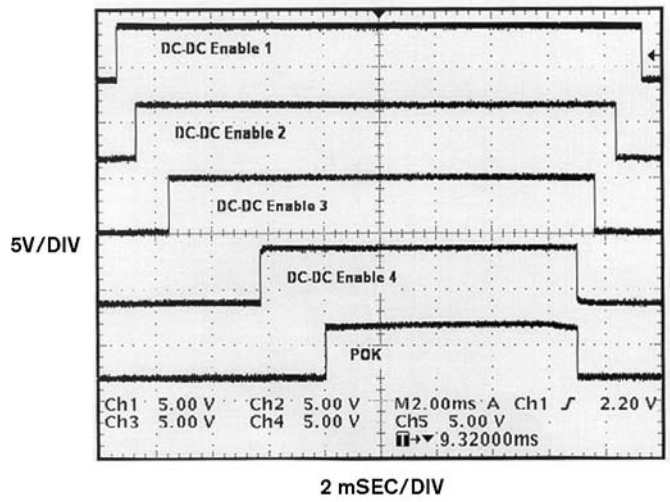 DC-DC Enable 1
DC-DC Enable 2
DC-DC Enable 3
5V/DIV
DC-DC Enable 4
POK
Ch1 5.00 V Ch2 5.00 V M2.00ms A Ch1 ʃ 2.20 V
Ch3 5.00 V Ch4 5.00 V Ch5 5.00 V
T→▼ 9.32000ms
2 mSEC/DIV